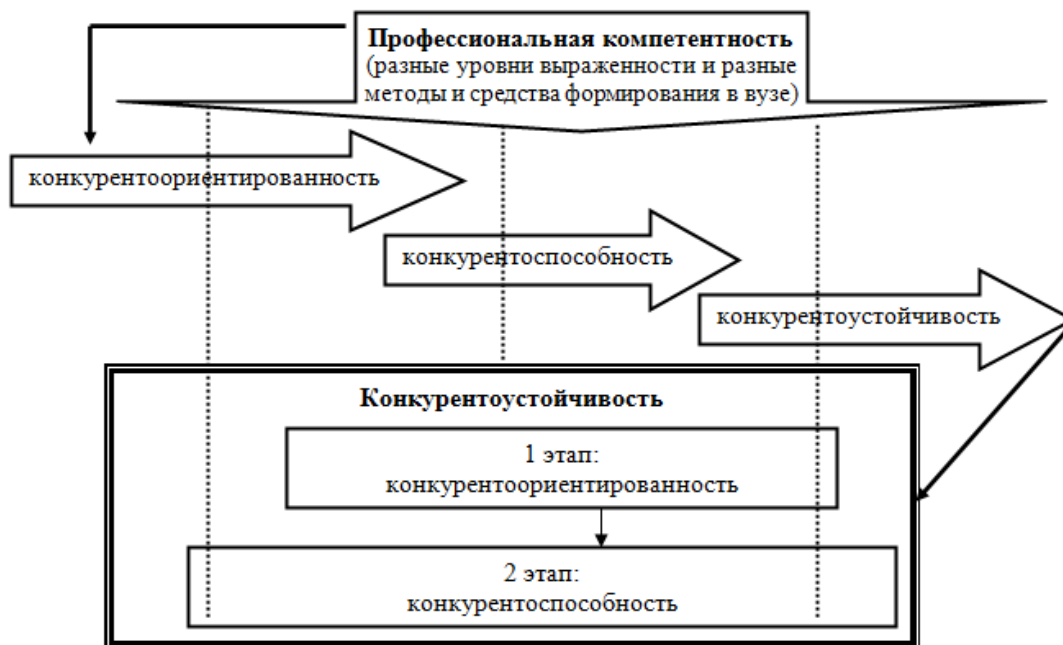 Профессиональная компетентность
(разные уровни выраженности и разные
методы и средства формирования в вузе)
конкурентоориентированность
конкурентоспособность
конкурентоустойчивость
Конкурентоустойчивость
1 этап:
конкурентоориентированность
2 этап:
конкурентоспособность